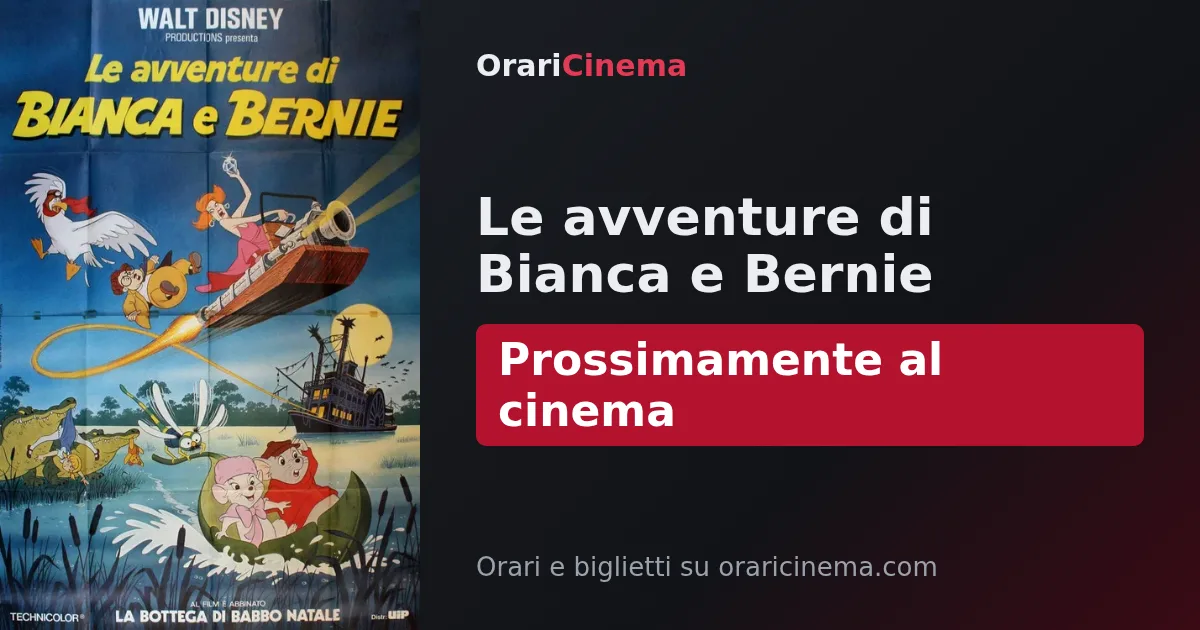 WALT DISNEY
PRODUCTIONS presenta
Le avventure di
BIANCA e BERNIE
AL FILM È ABBINATO
TECHNICOLOR®
LA BOTTEGA DI BABBO NATALE
Distr. UIP
OrariCinema
Le avventure di
Bianca e Bernie
Prossimamente al
cinema
Orari e biglietti su oraricinema.com